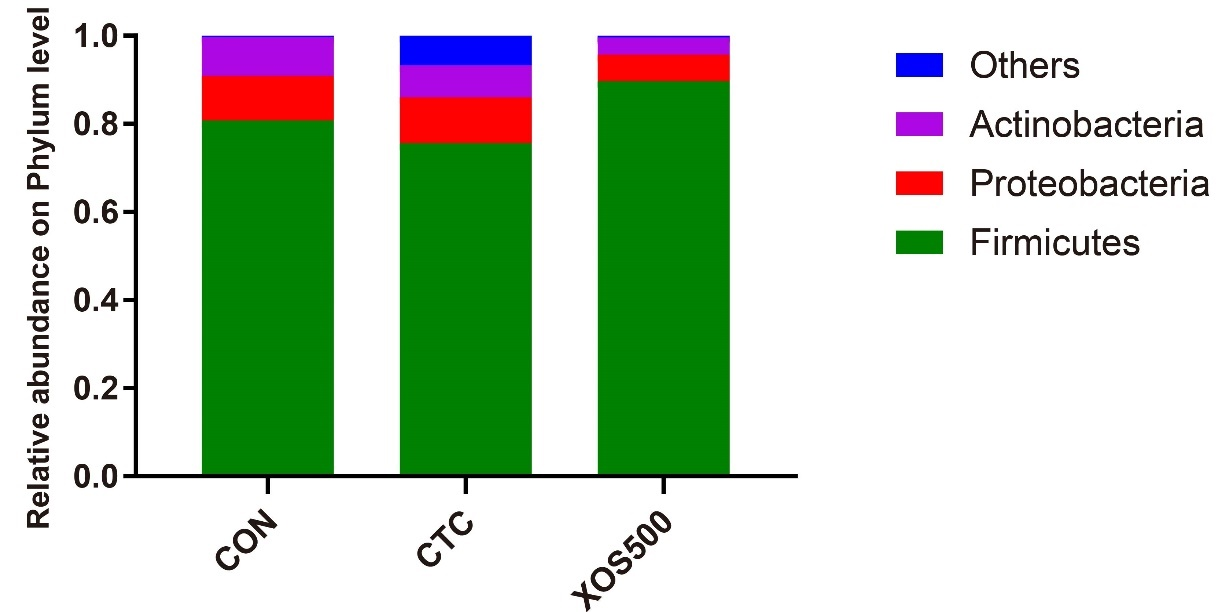 Relative abundance on Phylum level
1.0
0.8
0.6
0.4
0.2
0.0
CON
CTC
XOS500
Others
Actinobacteria
Proteobacteria
Firmicutes